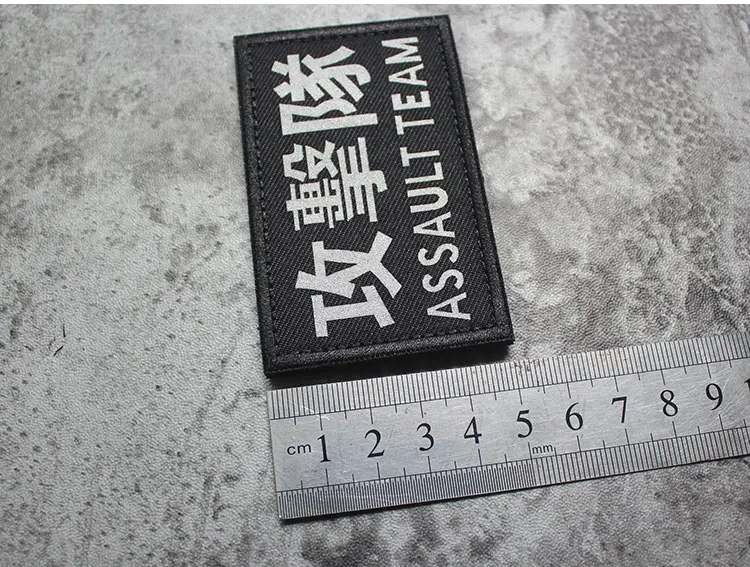 攻撃隊
ASSAULT TEAM
cm 1 2 3 4 5 6 7 8 9
mm